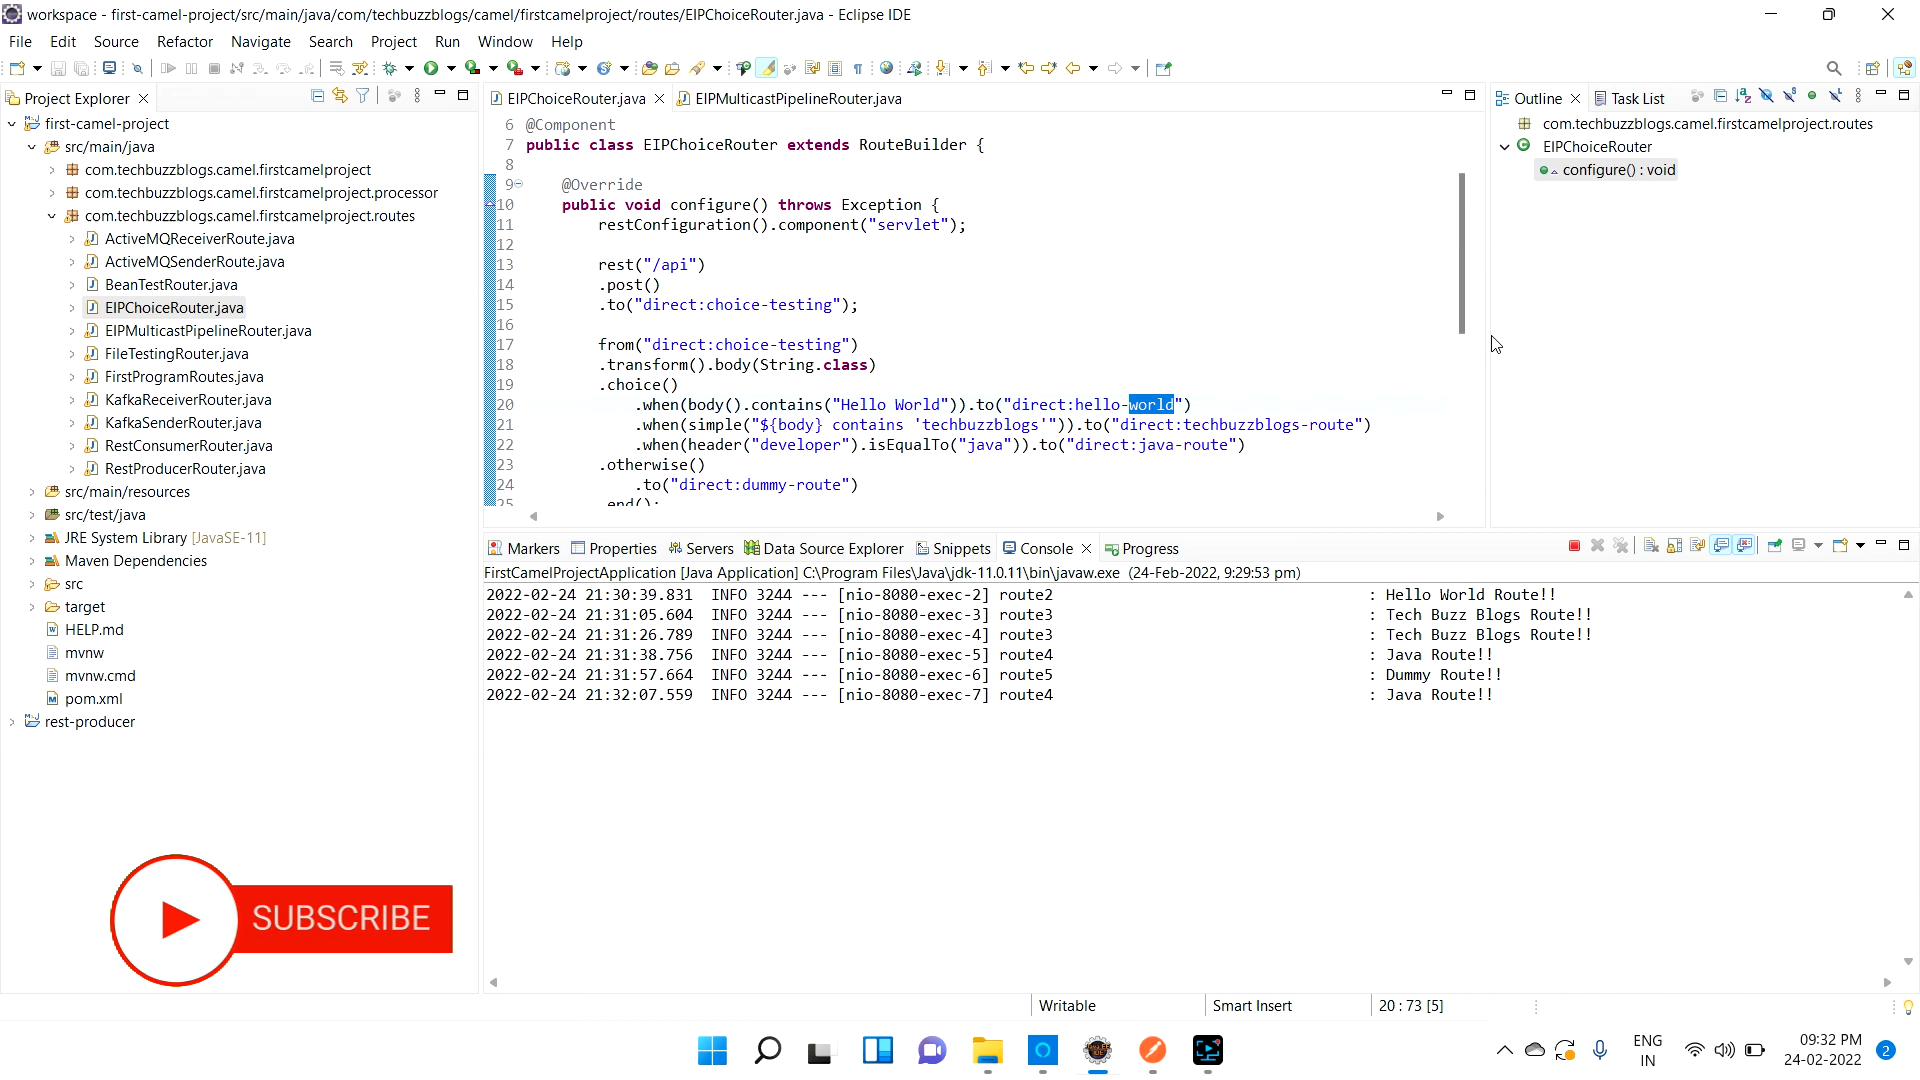 workspace - first-camel-project/src/main/java/com/techbuzzblogs/camel/firstcamelproject/routes/EIPChoiceRouter.java - Eclipse IDE
File Edit Source Refactor Navigate Search Project Run Window Help
Project Explorer
first-camel-project
src/main/java
com.techbuzzblogs.camel.firstcamelproject
com.techbuzzblogs.camel.firstcamelproject.processor
com.techbuzzblogs.camel.firstcamelproject.routes
ActiveMQReceiverRoute.java
ActiveMQSenderRoute.java
BeanTestRouter.java
EIPChoiceRouter.java
EIPMulticastPipelineRouter.java
FileTestingRouter.java
FirstProgramRoutes.java
KafkaReceiverRouter.java
KafkaSenderRouter.java
RestConsumerRouter.java
RestProducerRouter.java
src/main/resources
src/test/java
JRE System Library [JavaSE-11]
Maven Dependencies
src
target
HELP.md
mvnw
mvnw.cmd
pom.xml
rest-producer
SUBSCRIBE
EIPChoiceRouter.java EIPMulticastPipelineRouter.java
6 @Component
7 public class EIPChoiceRouter extends RouteBuilder {
8
9 @Override
10 public void configure() throws Exception {
11 restConfiguration().component("servlet");
12
13 rest("/api")
14 .post()
15 .to("direct:choice-testing");
16
17 from("direct:choice-testing")
18 .transform().body(String.class)
19 .choice()
20 .when(body().contains("Hello World")).to("direct:hello-world")
21 .when(simple("${body} contains 'techbuzzblogs'")).to("direct:techbuzzblogs-route")
22 .when(header("developer").isEqualTo("java")).to("direct:java-route")
23 .otherwise()
24 .to("direct:dummy-route")
25 .end();
Outline Task List
com.techbuzzblogs.camel.firstcamelproject.routes
EIPChoiceRouter
configure() : void
Markers Properties Servers Data Source Explorer Snippets Console Progress
FirstCamelProjectApplication [Java Application] C:\Program Files\Java\jdk-11.0.11\bin\javaw.exe (24-Feb-2022, 9:29:53 pm)
2022-02-24 21:30:39.831 INFO 3244 --- [nio-8080-exec-2] route2 : Hello World Route!!
2022-02-24 21:31:05.604 INFO 3244 --- [nio-8080-exec-3] route3 : Tech Buzz Blogs Route!!
2022-02-24 21:31:26.789 INFO 3244 --- [nio-8080-exec-4] route3 : Tech Buzz Blogs Route!!
2022-02-24 21:31:38.756 INFO 3244 --- [nio-8080-exec-5] route4 : Java Route!!
2022-02-24 21:31:57.664 INFO 3244 --- [nio-8080-exec-6] route5 : Dummy Route!!
2022-02-24 21:32:07.559 INFO 3244 --- [nio-8080-exec-7] route4 : Java Route!!
Writable Smart Insert 20 : 73 [5]
ENG
IN
09:32 PM
24-02-2022
2